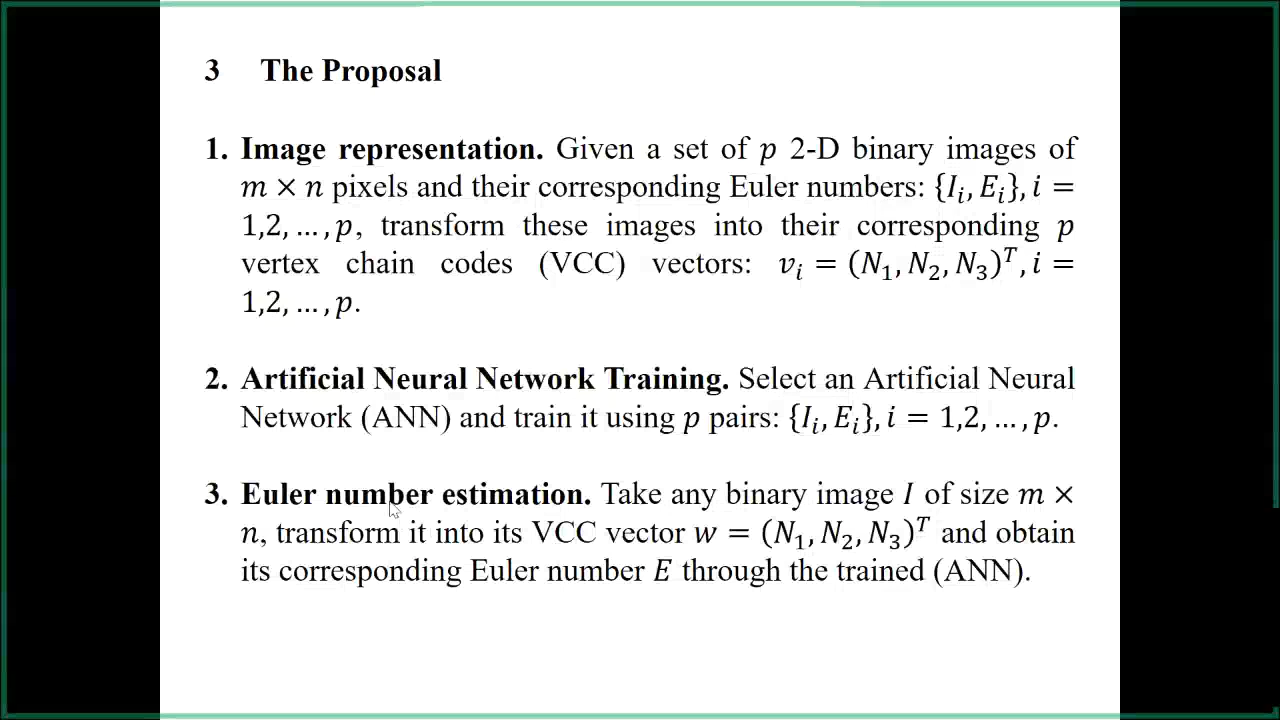 3 The Proposal
1. Image representation. Given a set of p 2-D binary images of
m × n pixels and their corresponding Euler numbers: {Iᵢ, Eᵢ}, i =
1,2, … , p, transform these images into their corresponding p
vertex chain codes (VCC) vectors: vᵢ = (N₁, N₂, N₃)ᵀ, i =
1,2, … , p.
2. Artificial Neural Network Training. Select an Artificial Neural
Network (ANN) and train it using p pairs: {Iᵢ, Eᵢ}, i = 1,2, … , p.
3. Euler number estimation. Take any binary image I of size m ×
n, transform it into its VCC vector w = (N₁, N₂, N₃)ᵀ and obtain
its corresponding Euler number E through the trained (ANN).